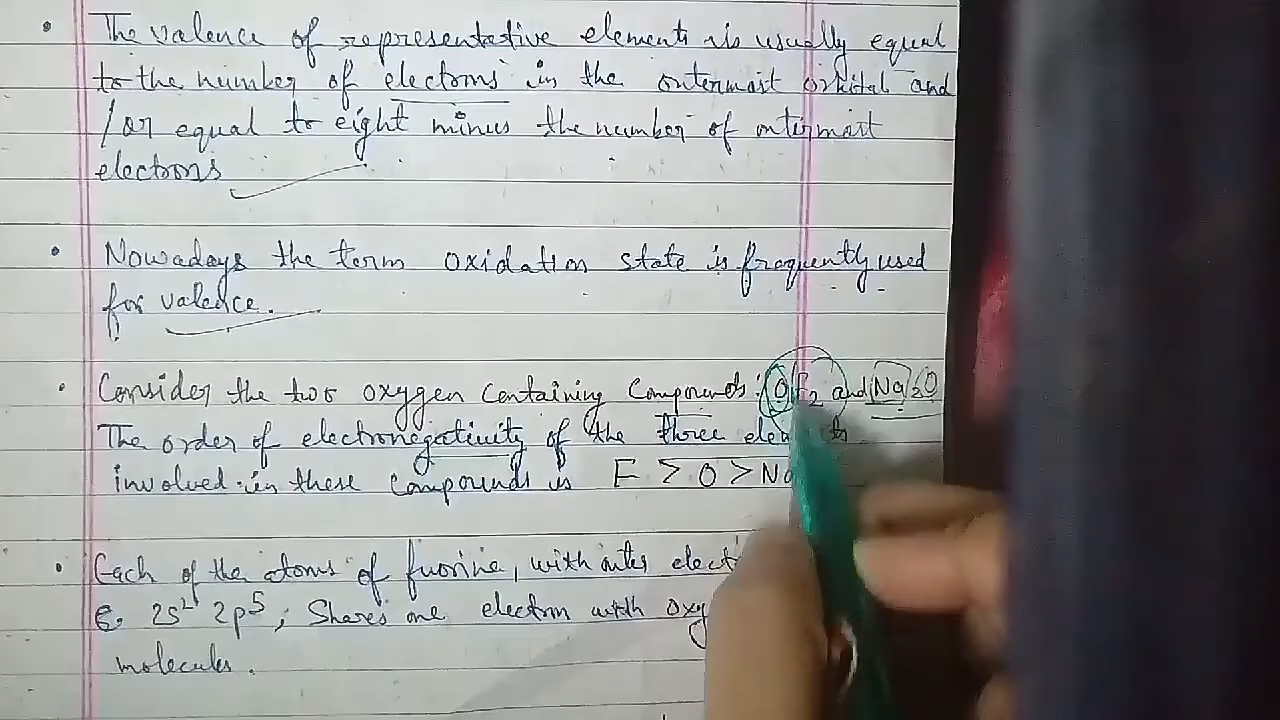 • The valence of representative elements is usually equal
to the number of electrons in the outermost orbital and
/or equal to eight minus the number of outermost
electrons
• Nowadays the term oxidation state is frequently used
for valence.
• Consider the two oxygen containing compounds: OF2 and Na2O
The order of electronegativity of the three
involved in these compounds is F > O > Na
• Each of the atoms of fuorine, with outer
2s² 2p⁵; Shares one electron with
molecules.